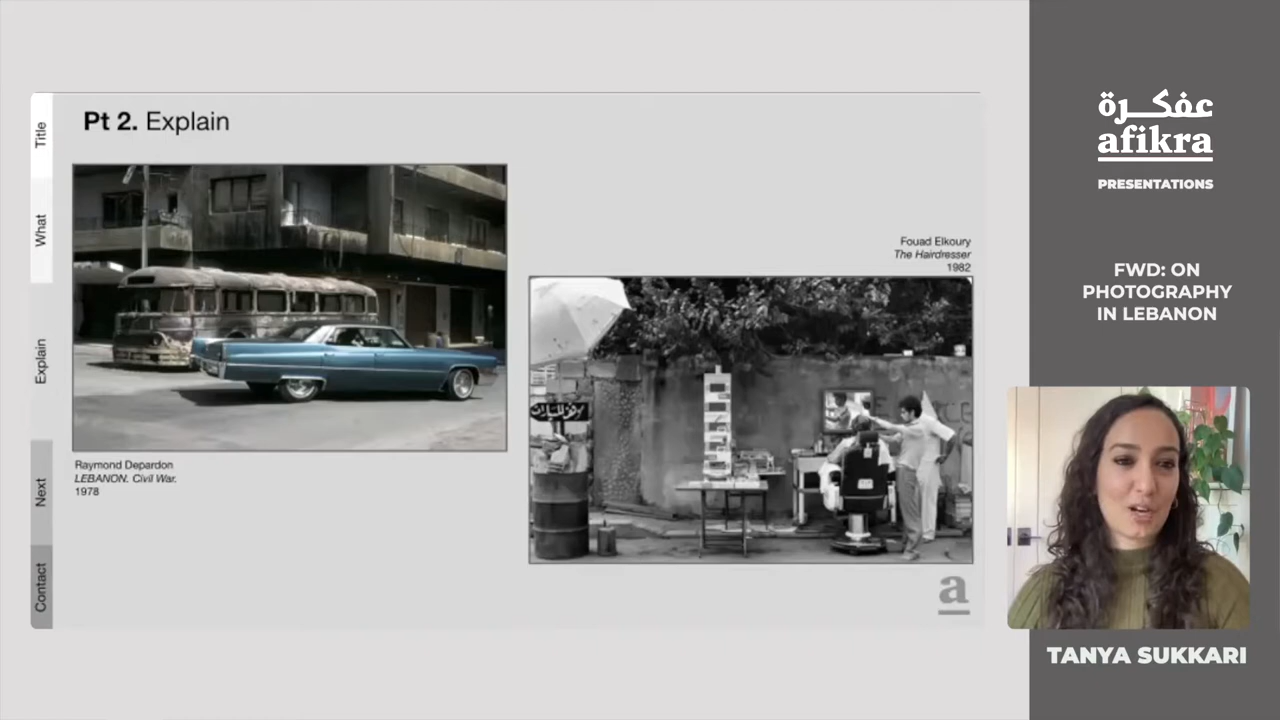 Pt 2. Explain
Title
What
Explain
Next
Contact
Raymond Depardon
LEBANON. Civil War.
1978
Fouad Elkoury
The Hairdresser
1982
a
عفكرة
afikra
PRESENTATIONS
FWD: ON
PHOTOGRAPHY
IN LEBANON
TANYA SUKKARI